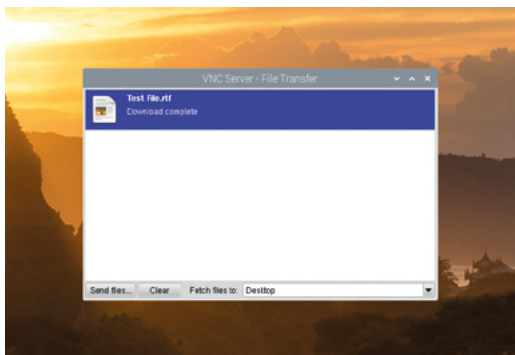 VNC Server - File Transfer
Test File.rtf
Download complete
Send files... Clear Fetch files to: Desktop